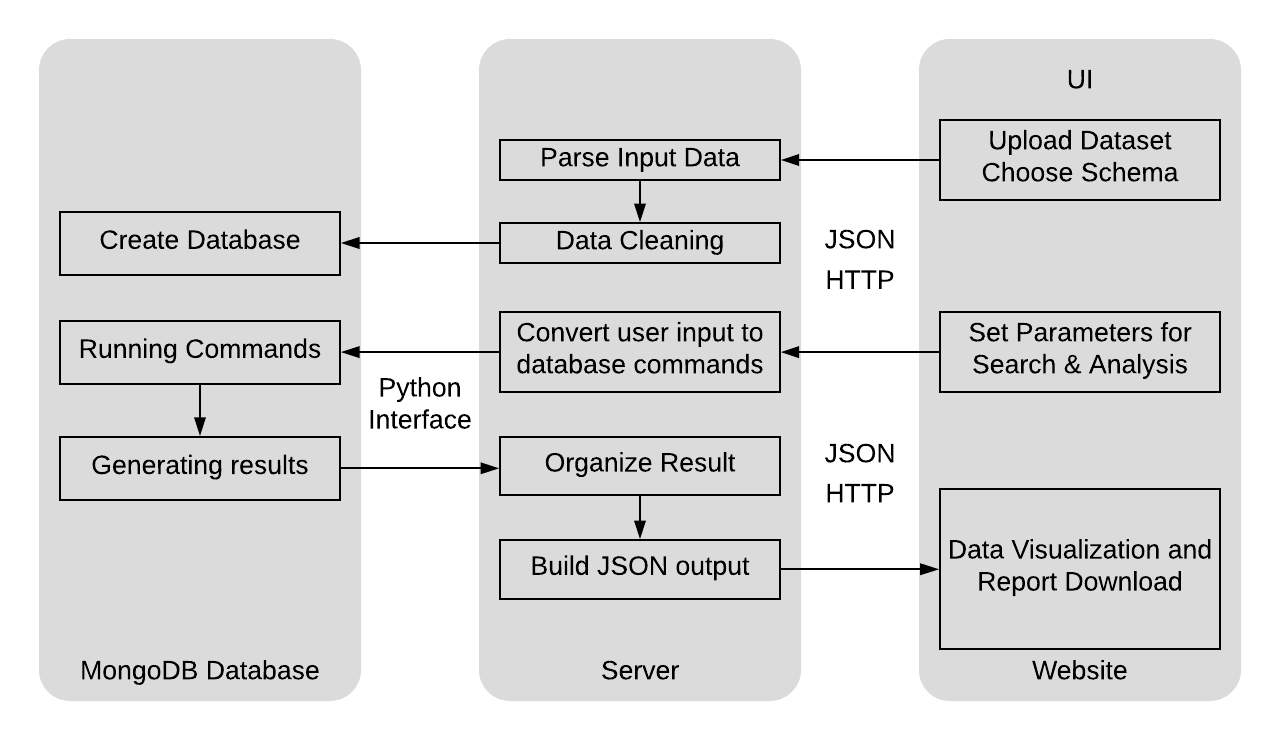 UI
Upload Dataset
Choose Schema
Parse Input Data
Data Cleaning
Create Database
JSON
HTTP
Set Parameters for
Search & Analysis
Convert user input to
database commands
Running Commands
Python
Interface
Generating results
Organize Result
JSON
HTTP
Build JSON output
Data Visualization and
Report Download
MongoDB Database
Server
Website